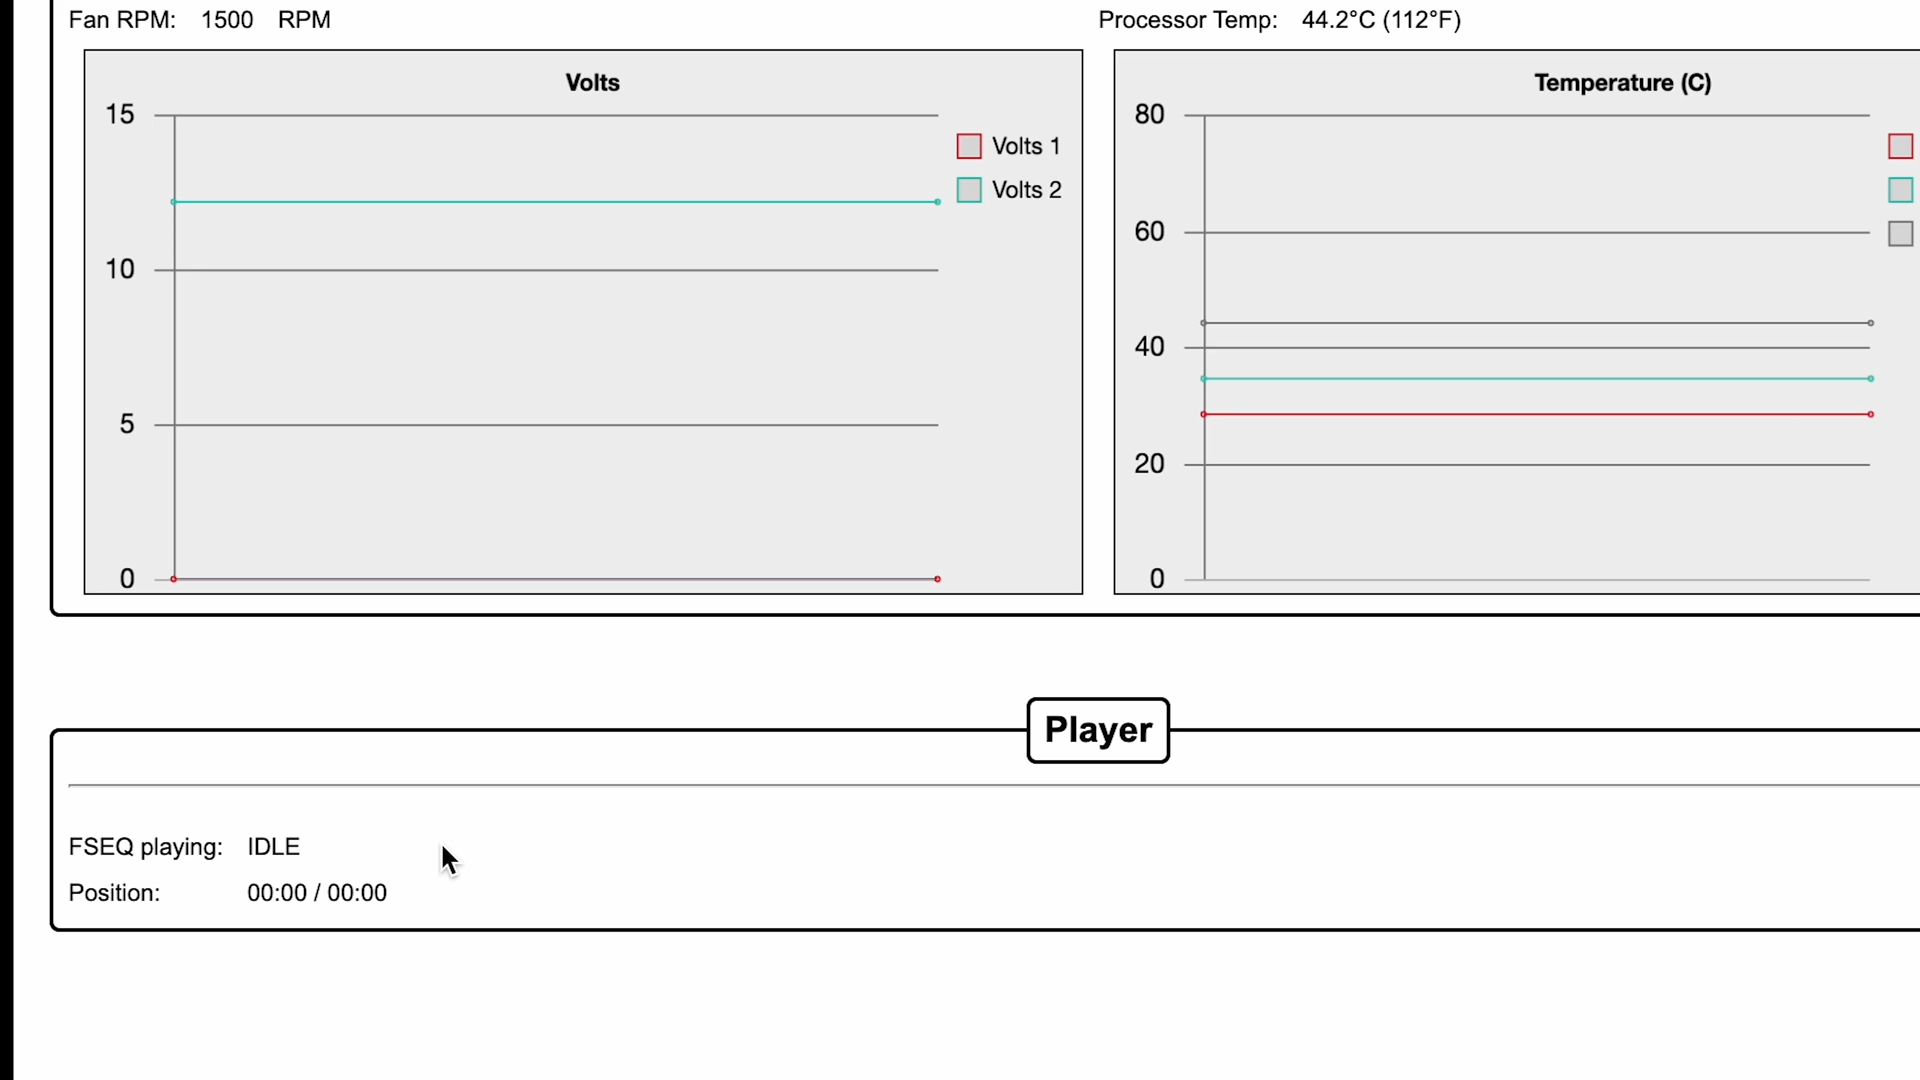 Fan RPM: 1500 RPM
Processor Temp: 44.2°C (112°F)
Volts
15
10
5
0
Volts 1
Volts 2
Temperature (C)
80
60
40
20
0
Player
FSEQ playing: IDLE
Position: 00:00 / 00:00